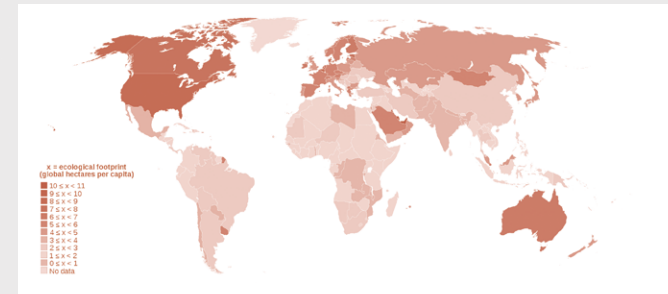 x = ecological footprint
(global hectares per capita)
10 ≤ x < 11
9 ≤ x < 10
8 ≤ x < 9
7 ≤ x < 8
6 ≤ x < 7
5 ≤ x < 6
4 ≤ x < 5
3 ≤ x < 4
2 ≤ x < 3
1 ≤ x < 2
0 ≤ x < 1
No data